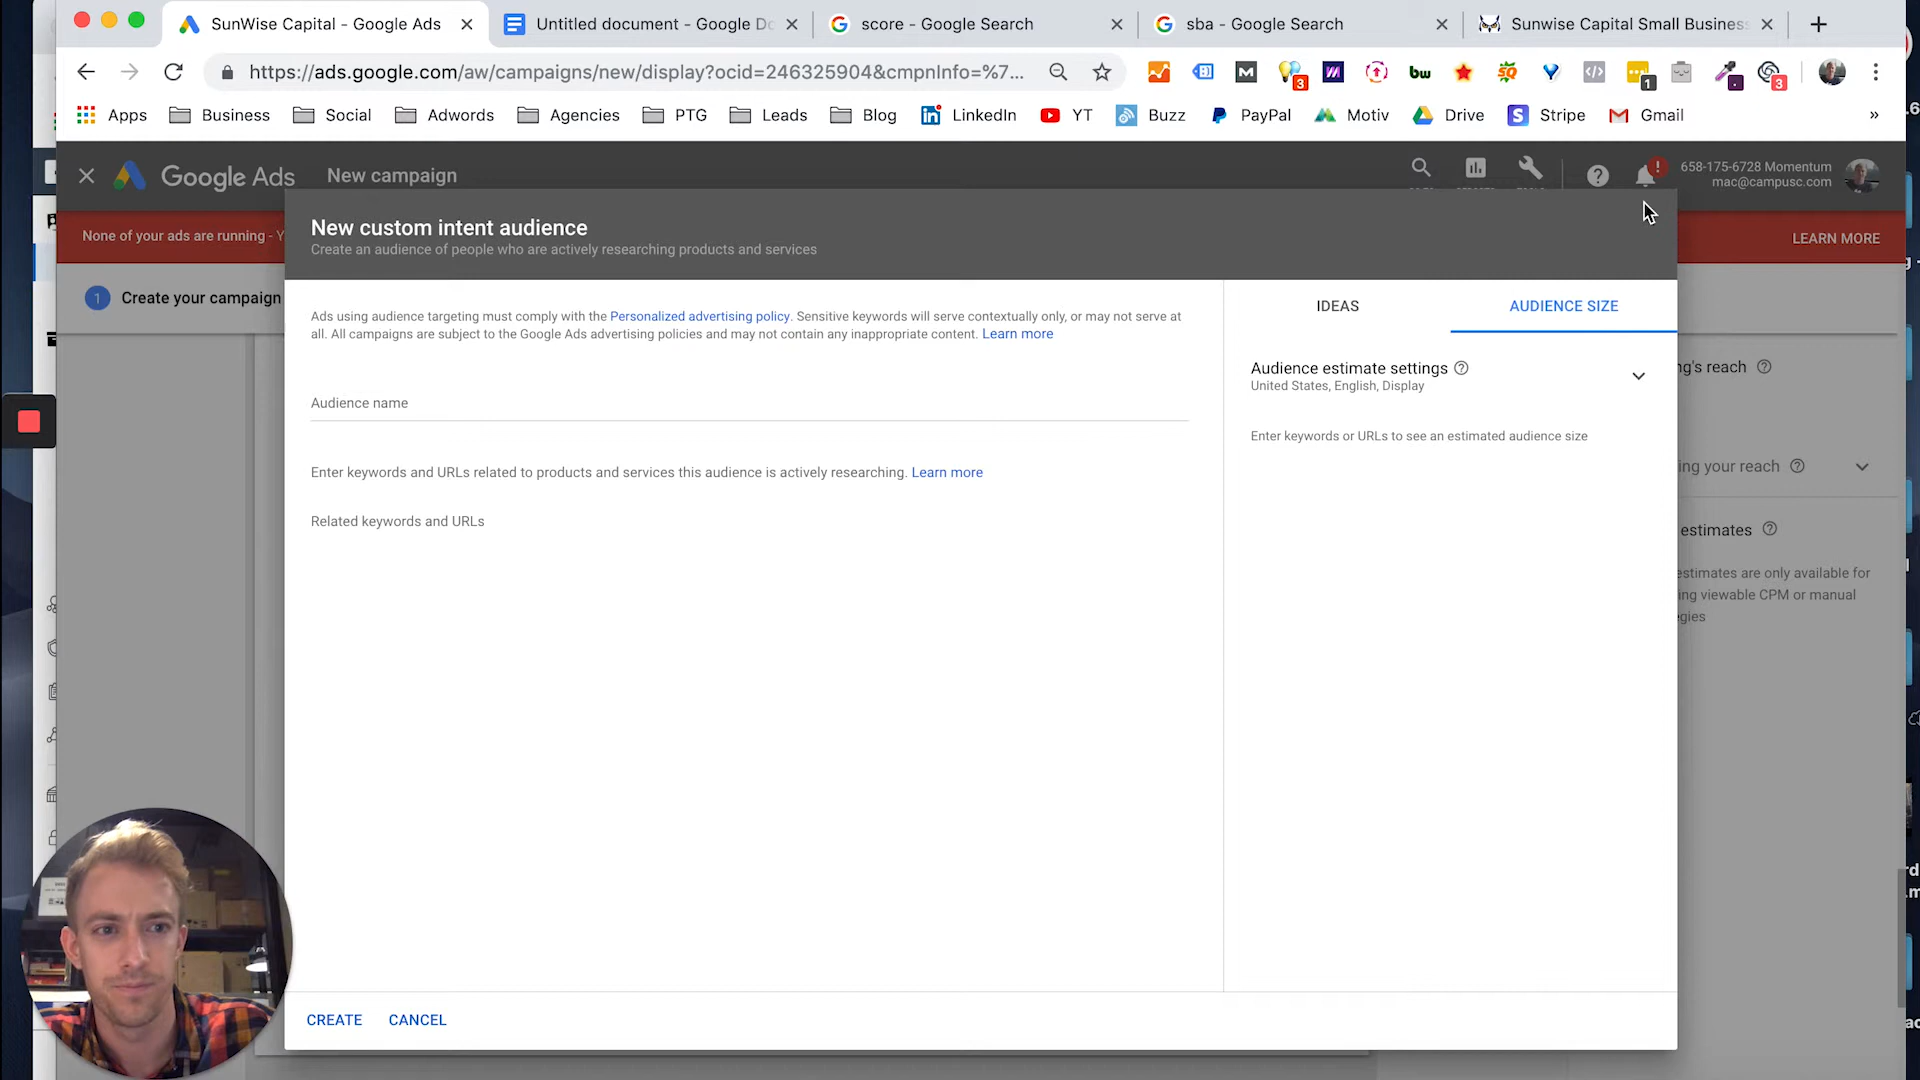 SunWise Capital - Google Ads
Untitled document - Google Do
score - Google Search
sba - Google Search
Sunwise Capital Small Busines
https://ads.google.com/aw/campaigns/new/display?ocid=246325904&cmpnInfo=%7...
Apps
Business
Social
Adwords
Agencies
PTG
Leads
Blog
LinkedIn
YT
Buzz
PayPal
Motiv
Drive
Stripe
Gmail
»
Google Ads
New campaign
658-175-6728 Momentum
mac@campusc.com
None of your ads are running - Y
LEARN MORE
1 Create your campaign
New custom intent audience
Create an audience of people who are actively researching products and services
Ads using audience targeting must comply with the Personalized advertising policy. Sensitive keywords will serve contextually only, or may not serve at
all. All campaigns are subject to the Google Ads advertising policies and may not contain any inappropriate content. Learn more
Audience name
Enter keywords and URLs related to products and services this audience is actively researching. Learn more
Related keywords and URLs
CREATE
CANCEL
IDEAS
AUDIENCE SIZE
Audience estimate settings
United States, English, Display
Enter keywords or URLs to see an estimated audience size
ng's reach
ing your reach
estimates
estimates are only available for
ing viewable CPM or manual
egies